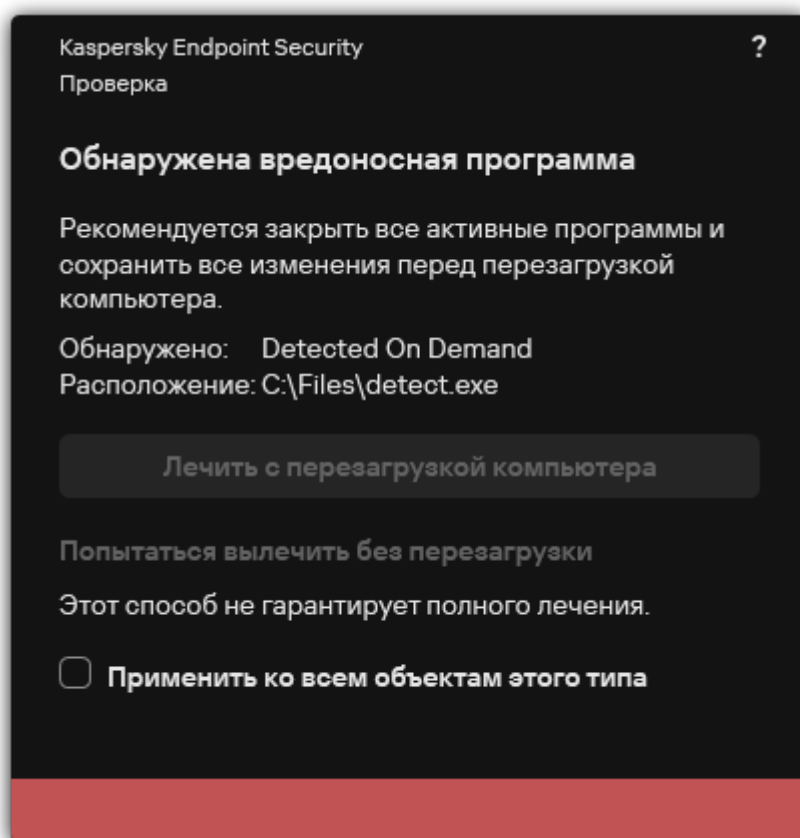 Kaspersky Endpoint Security ?
Проверка
Обнаружена вредоносная программа
Рекомендуется закрыть все активные программы и
сохранить все изменения перед перезагрузкой
компьютера.
Обнаружено: Detected On Demand
Расположение: C:\Files\detect.exe
Лечить с перезагрузкой компьютера
Попытаться вылечить без перезагрузки
Этот способ не гарантирует полного лечения.
Применить ко всем объектам этого типа